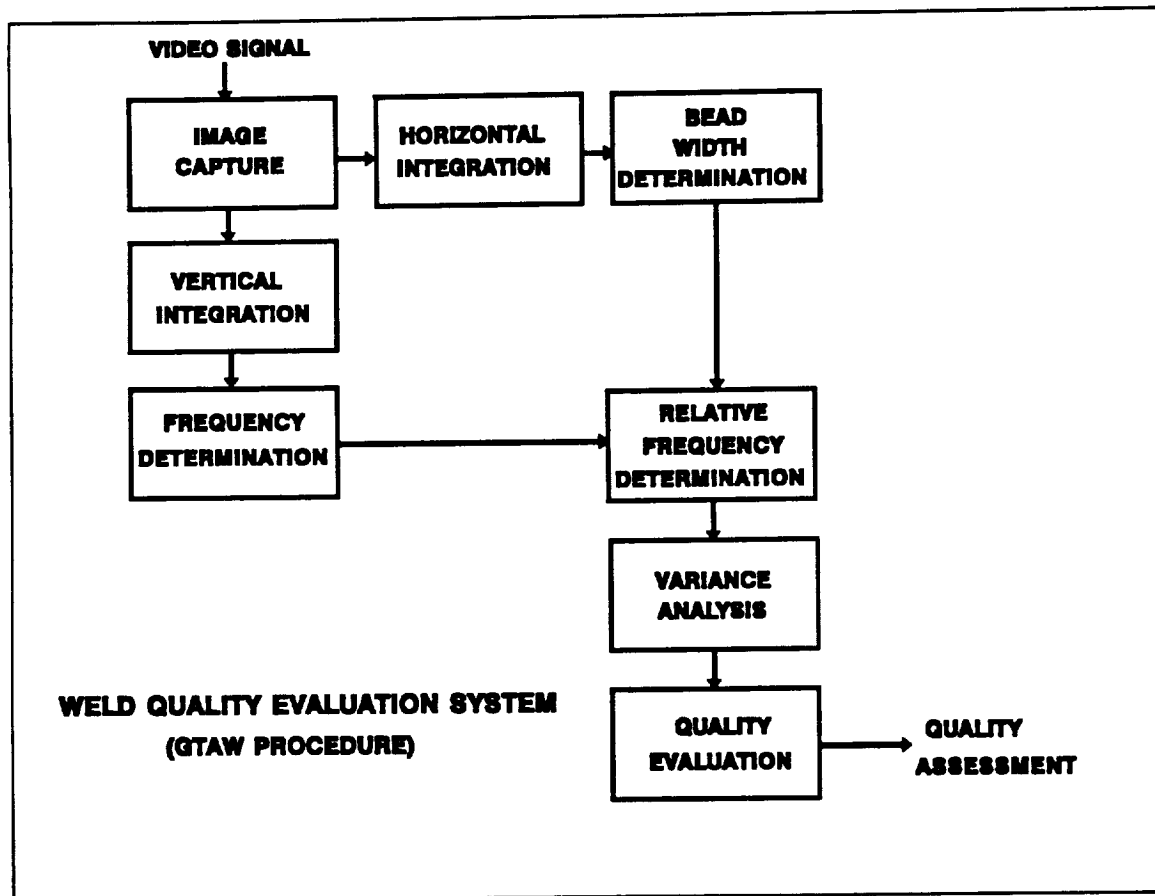 VIDEO SIGNAL
IMAGE
CAPTURE
HORIZONTAL
INTEGRATION
BEAD
WIDTH
DETERMINATION
VERTICAL
INTEGRATION
FREQUENCY
DETERMINATION
RELATIVE
FREQUENCY
DETERMINATION
VARIANCE
ANALYSIS
WELD QUALITY EVALUATION SYSTEM
(GTAW PROCEDURE)
QUALITY
EVALUATION
QUALITY
ASSESSMENT